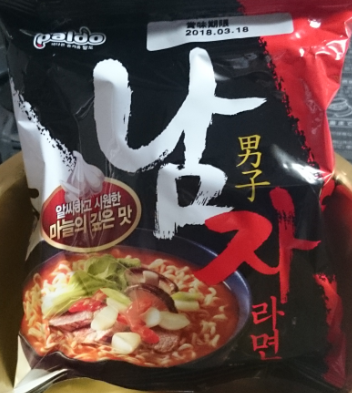 paldo
賞味期限
2018.03.18
남자
男子
라면
알싸하고 시원한
마늘의 깊은 맛